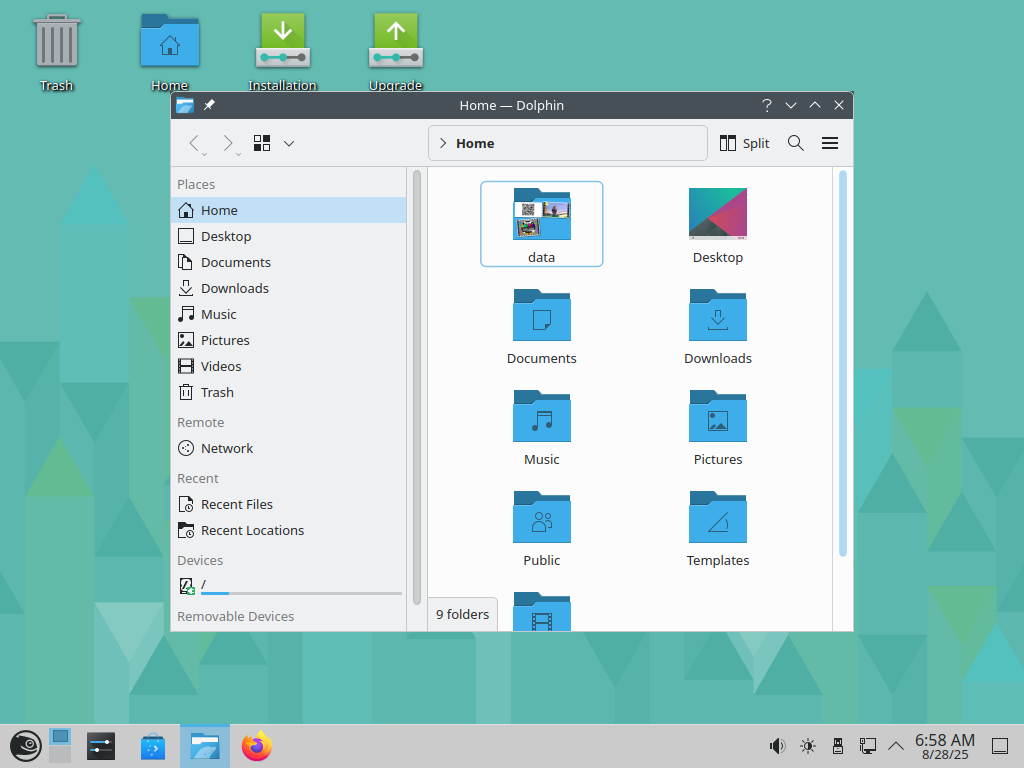 Trash
Home
Installation
Upgrade
Home — Dolphin
Home
Split
Places
Home
Desktop
Documents
Downloads
Music
Pictures
Videos
Trash
Remote
Network
Recent
Recent Files
Recent Locations
Devices
/
Removable Devices
data
Desktop
Documents
Downloads
Music
Pictures
Public
Templates
9 folders
6:58 AM
8/28/25